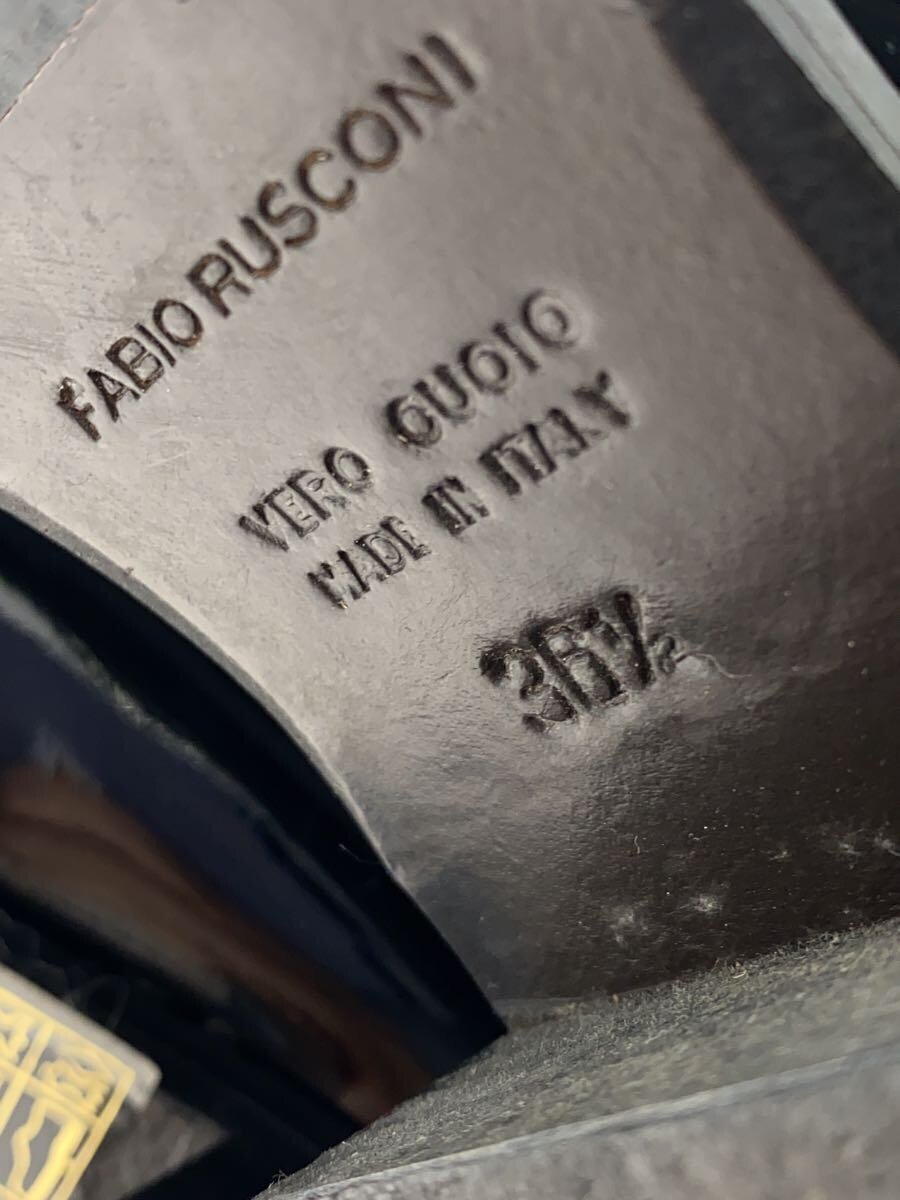 FABIO RUSCONI
VERO CUOIO
MADE IN ITALY
36½